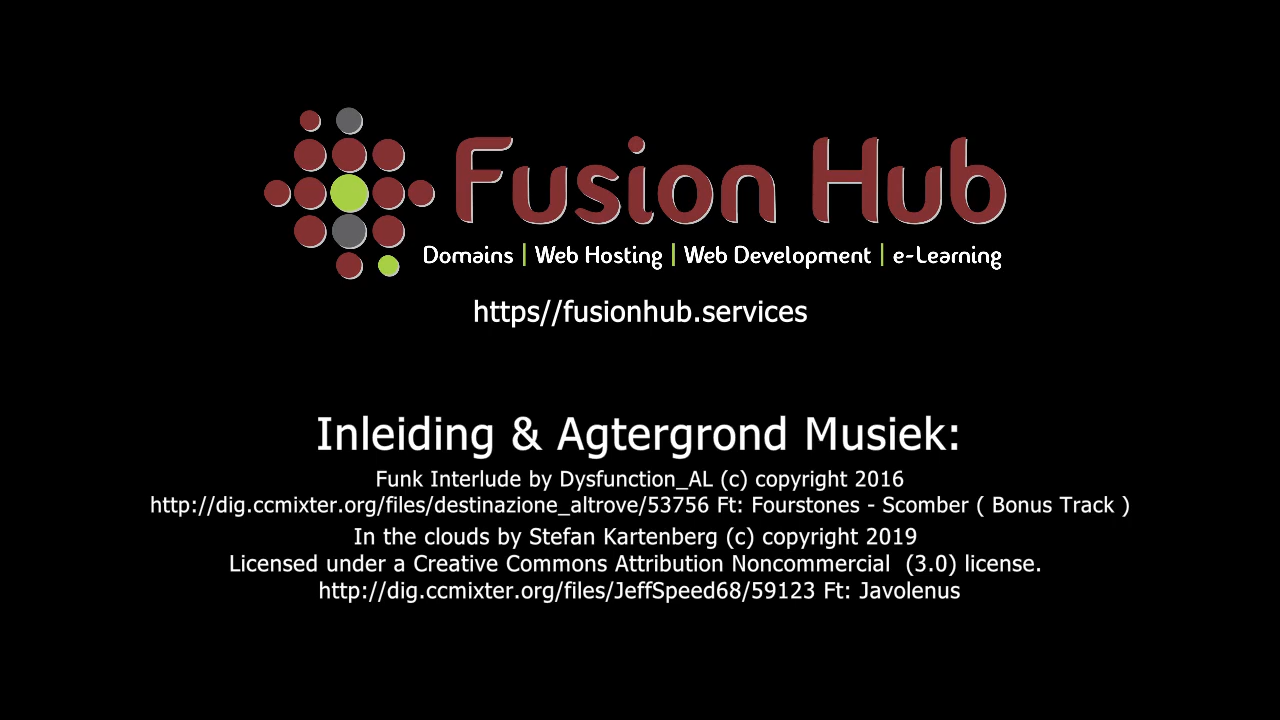 Fusion Hub
Domains | Web Hosting | Web Development | e-Learning
https//fusionhub.services
Inleiding & Agtergrond Musiek:
Funk Interlude by Dysfunction_AL (c) copyright 2016
http://dig.ccmixter.org/files/destinazione_altrove/53756 Ft: Fourstones - Scomber ( Bonus Track )
In the clouds by Stefan Kartenberg (c) copyright 2019
Licensed under a Creative Commons Attribution Noncommercial  (3.0) license.
http://dig.ccmixter.org/files/JeffSpeed68/59123 Ft: Javolenus